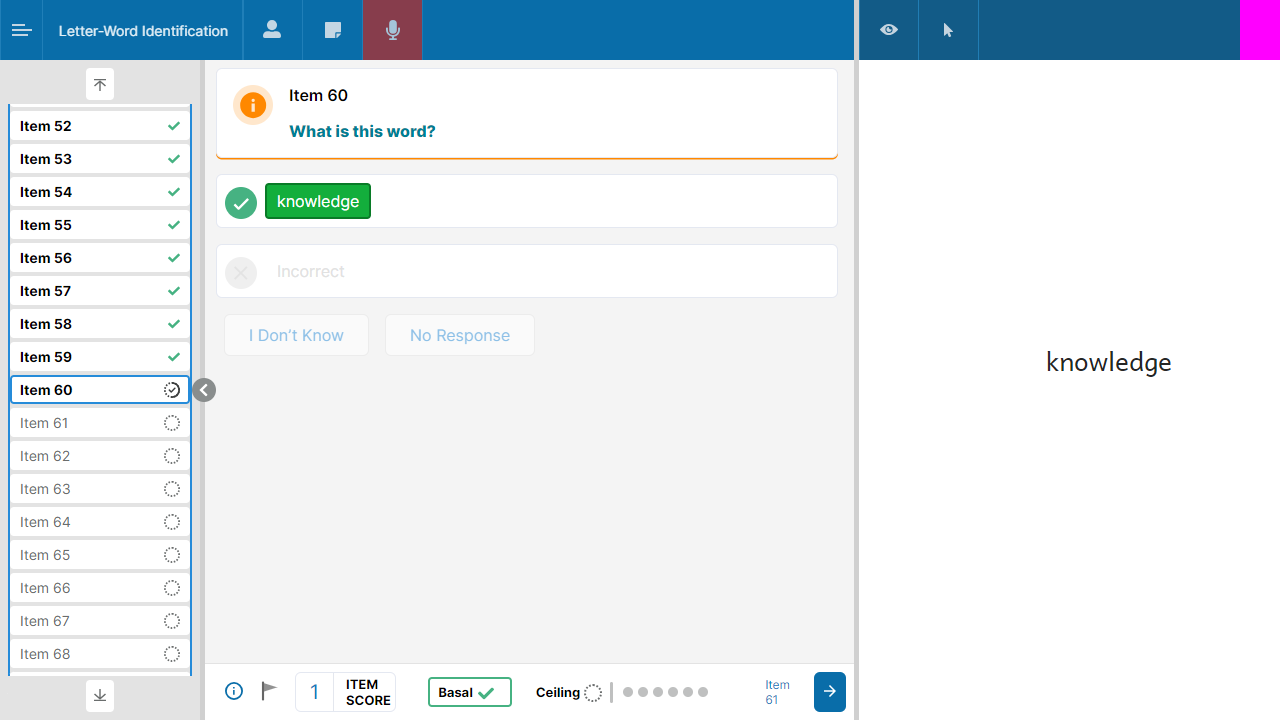 Letter-Word Identification
Item 52
Item 53
Item 54
Item 55
Item 56
Item 57
Item 58
Item 59
Item 60
Item 61
Item 62
Item 63
Item 64
Item 65
Item 66
Item 67
Item 68
Item 60
What is this word?
knowledge
Incorrect
I Don't Know
No Response
1
ITEM
SCORE
Basal
Ceiling
Item
61
knowledge